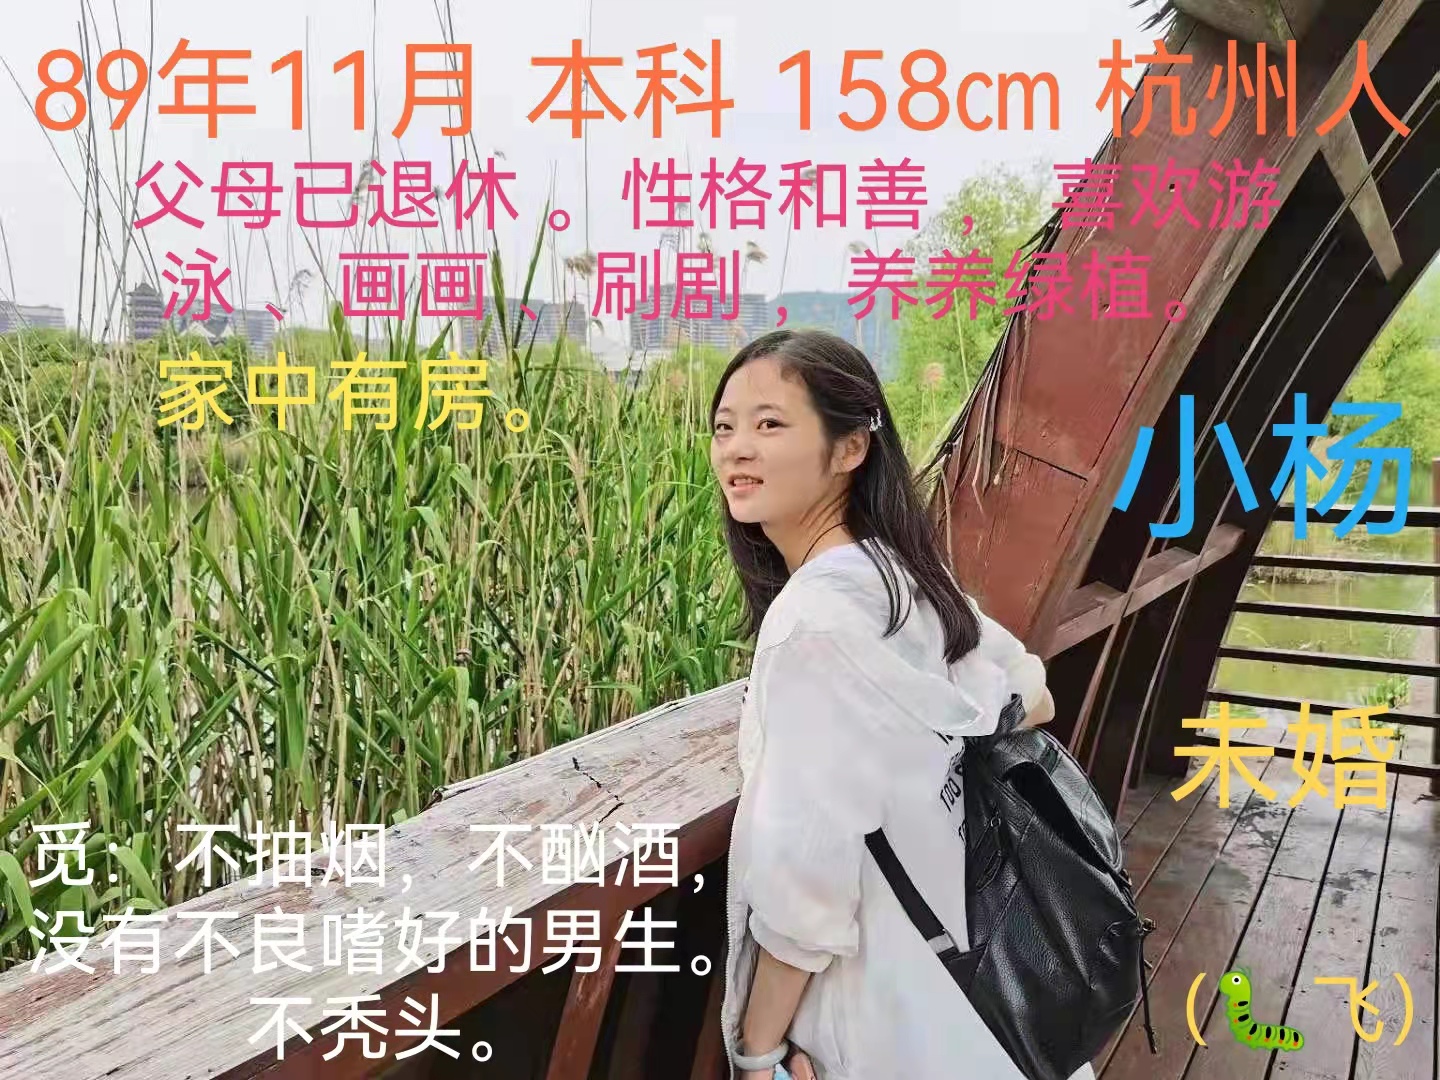 89年11月 本科 158cm 杭州人
父母已退休。性格和善，喜欢游
泳、画画、刷剧，养养绿植。
家中有房。
小杨
未婚
觅：不抽烟，不酗酒，
没有不良嗜好的男生。
不秃头。
（🐛飞）